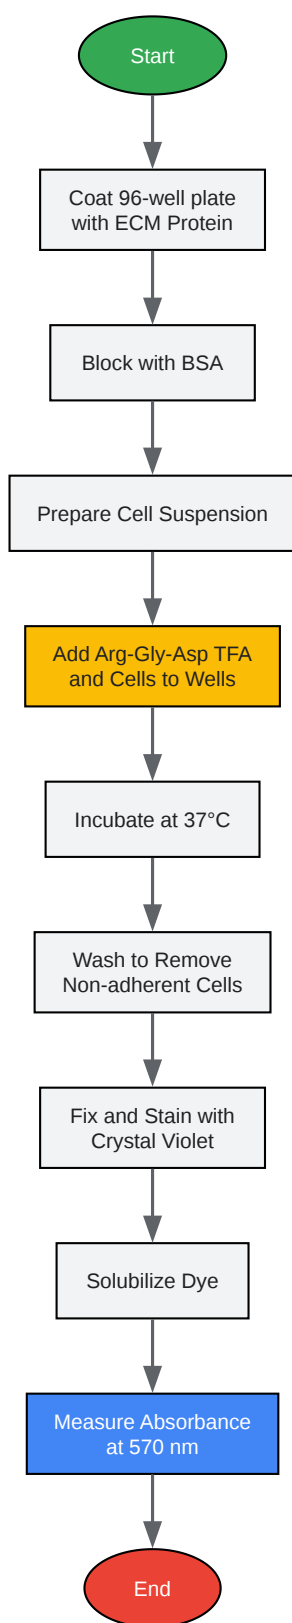 Start
Coat 96-well plate
with ECM Protein
Block with BSA
Prepare Cell Suspension
Add Arg-Gly-Asp TFA
and Cells to Wells
Incubate at 37°C
Wash to Remove
Non-adherent Cells
Fix and Stain with
Crystal Violet
Solubilize Dye
Measure Absorbance
at 570 nm
End